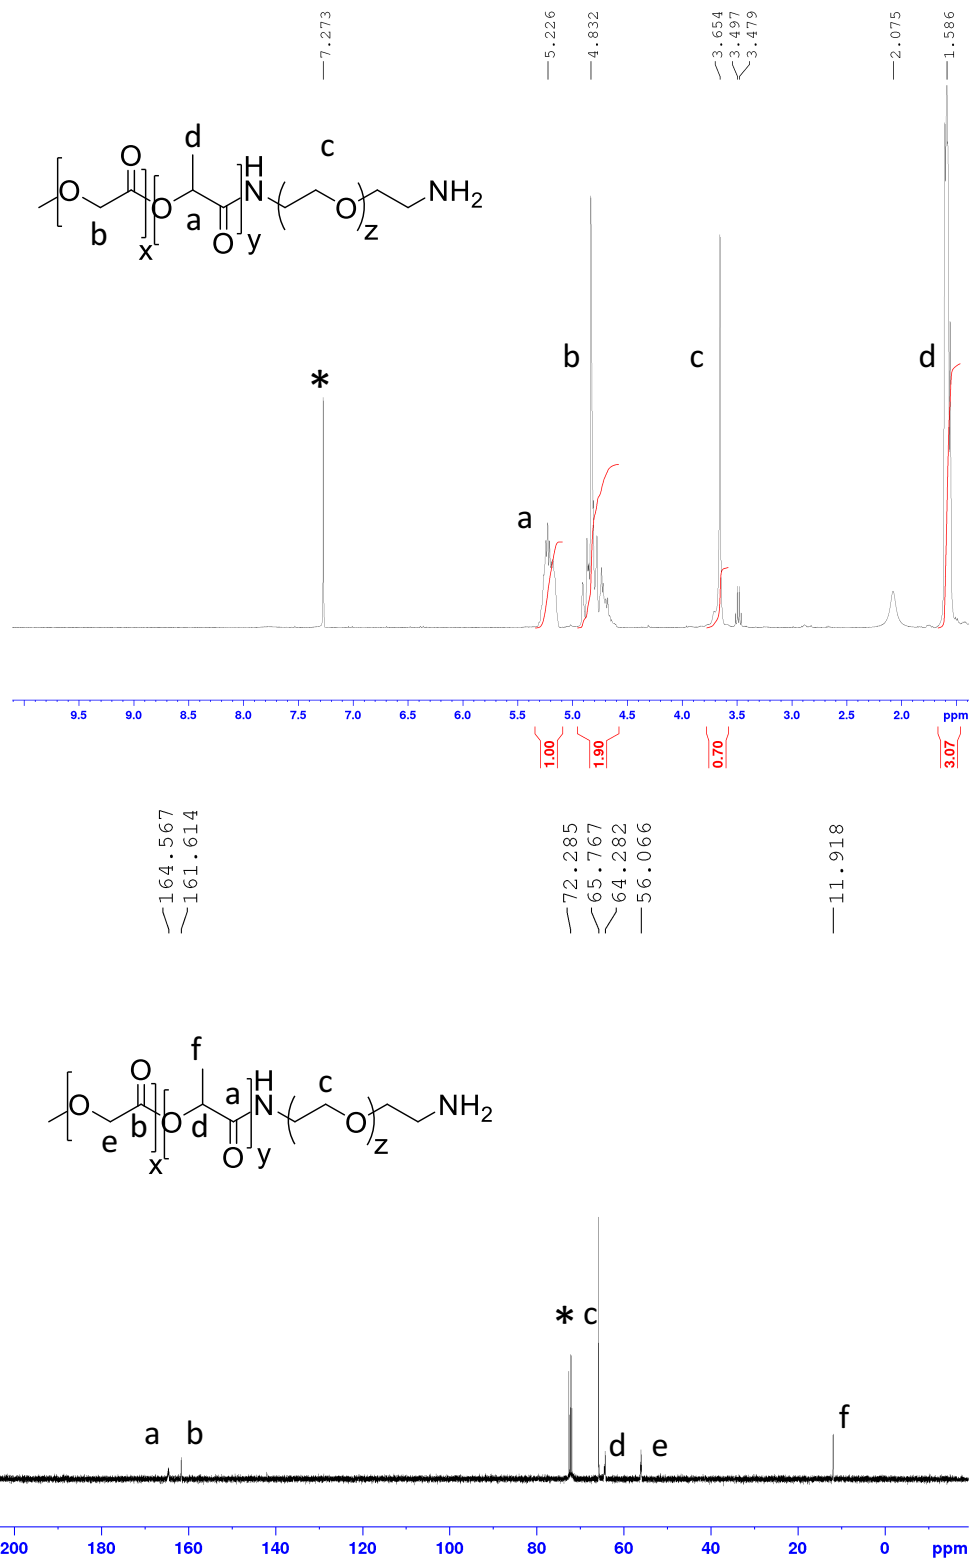 7.273
5.226
4.832
3.654
3.497
3.479
2.075
1.586
d
c
O
H
O
O
N
O
NH2
b
a
O
x
y
z
*
b
c
d
a
9.5 9.0 8.5 8.0 7.5 7.0 6.5 6.0 5.5 5.0 4.5 4.0 3.5 3.0 2.5 2.0 ppm
1.00
1.90
0.70
3.07
164.567
161.614
72.285
65.767
64.282
56.066
11.918
f
O
a
H
c
O
O
N
O
NH2
e
b
d
O
x
y
z
*
c
a
b
d
e
f
200 180 160 140 120 100 80 60 40 20 0 ppm